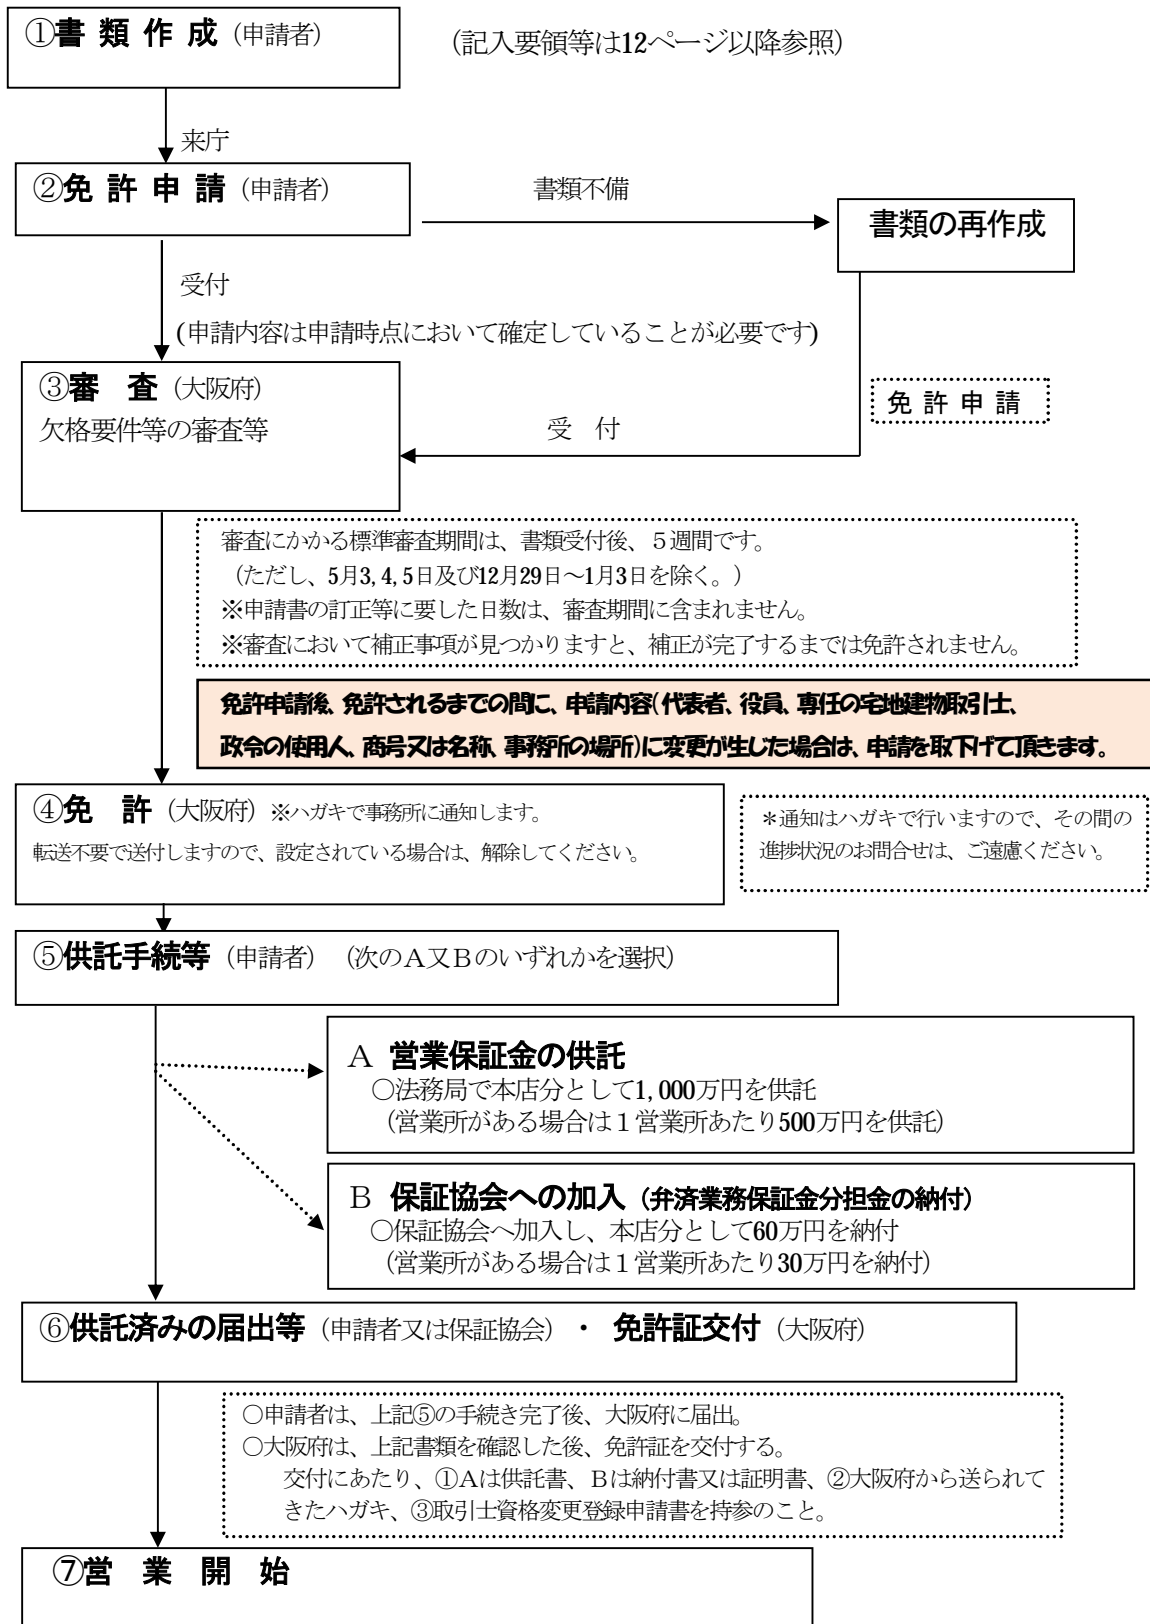 ①書 類 作 成（申請者）
（記入要領等は12ページ以降参照）
来庁
②免 許 申 請（申請者）
書類不備
書類の再作成
受付
（申請内容は申請時点において確定していることが必要です）
③審　査（大阪府）
欠格要件等の審査等
免 許 申 請
受　付
審査にかかる標準審査期間は、書類受付後、５週間です。
（ただし、5月3,4,5日及び12月29日～1月3日を除く。）
※申請書の訂正等に要した日数は、審査期間に含まれません。
※審査において補正事項が見つかりますと、補正が完了するまでは免許されません。
免許申請後、免許されるまでの間に、申請内容（代表者、役員、専任の宅地建物取引士、
政令の使用人、商号又は名称、事務所の場所）に変更が生じた場合は、申請を取下げて頂きます。
④免　許（大阪府）※ハガキで事務所に通知します。
転送不要で送付しますので、設定されている場合は、解除してください。
＊通知はハガキで行いますので、その間の
進捗状況のお問合せは、ご遠慮ください。
⑤供託手続等（申請者）（次のＡ又Ｂのいずれかを選択）
Ａ 営業保証金の供託
○法務局で本店分として1,000万円を供託
（営業所がある場合は１営業所あたり500万円を供託）
Ｂ 保証協会への加入（弁済業務保証金分担金の納付）
○保証協会へ加入し、本店分として60万円を納付
（営業所がある場合は１営業所あたり30万円を納付）
⑥供託済みの届出等（申請者又は保証協会）・ 免許証交付（大阪府）
○申請者は、上記⑤の手続き完了後、大阪府に届出。
○大阪府は、上記書類を確認した後、免許証を交付する。
交付にあたり、①Ａは供託書、Ｂは納付書又は証明書、②大阪府から送られて
きたハガキ、③取引士資格変更登録申請書を持参のこと。
⑦営　業　開　始